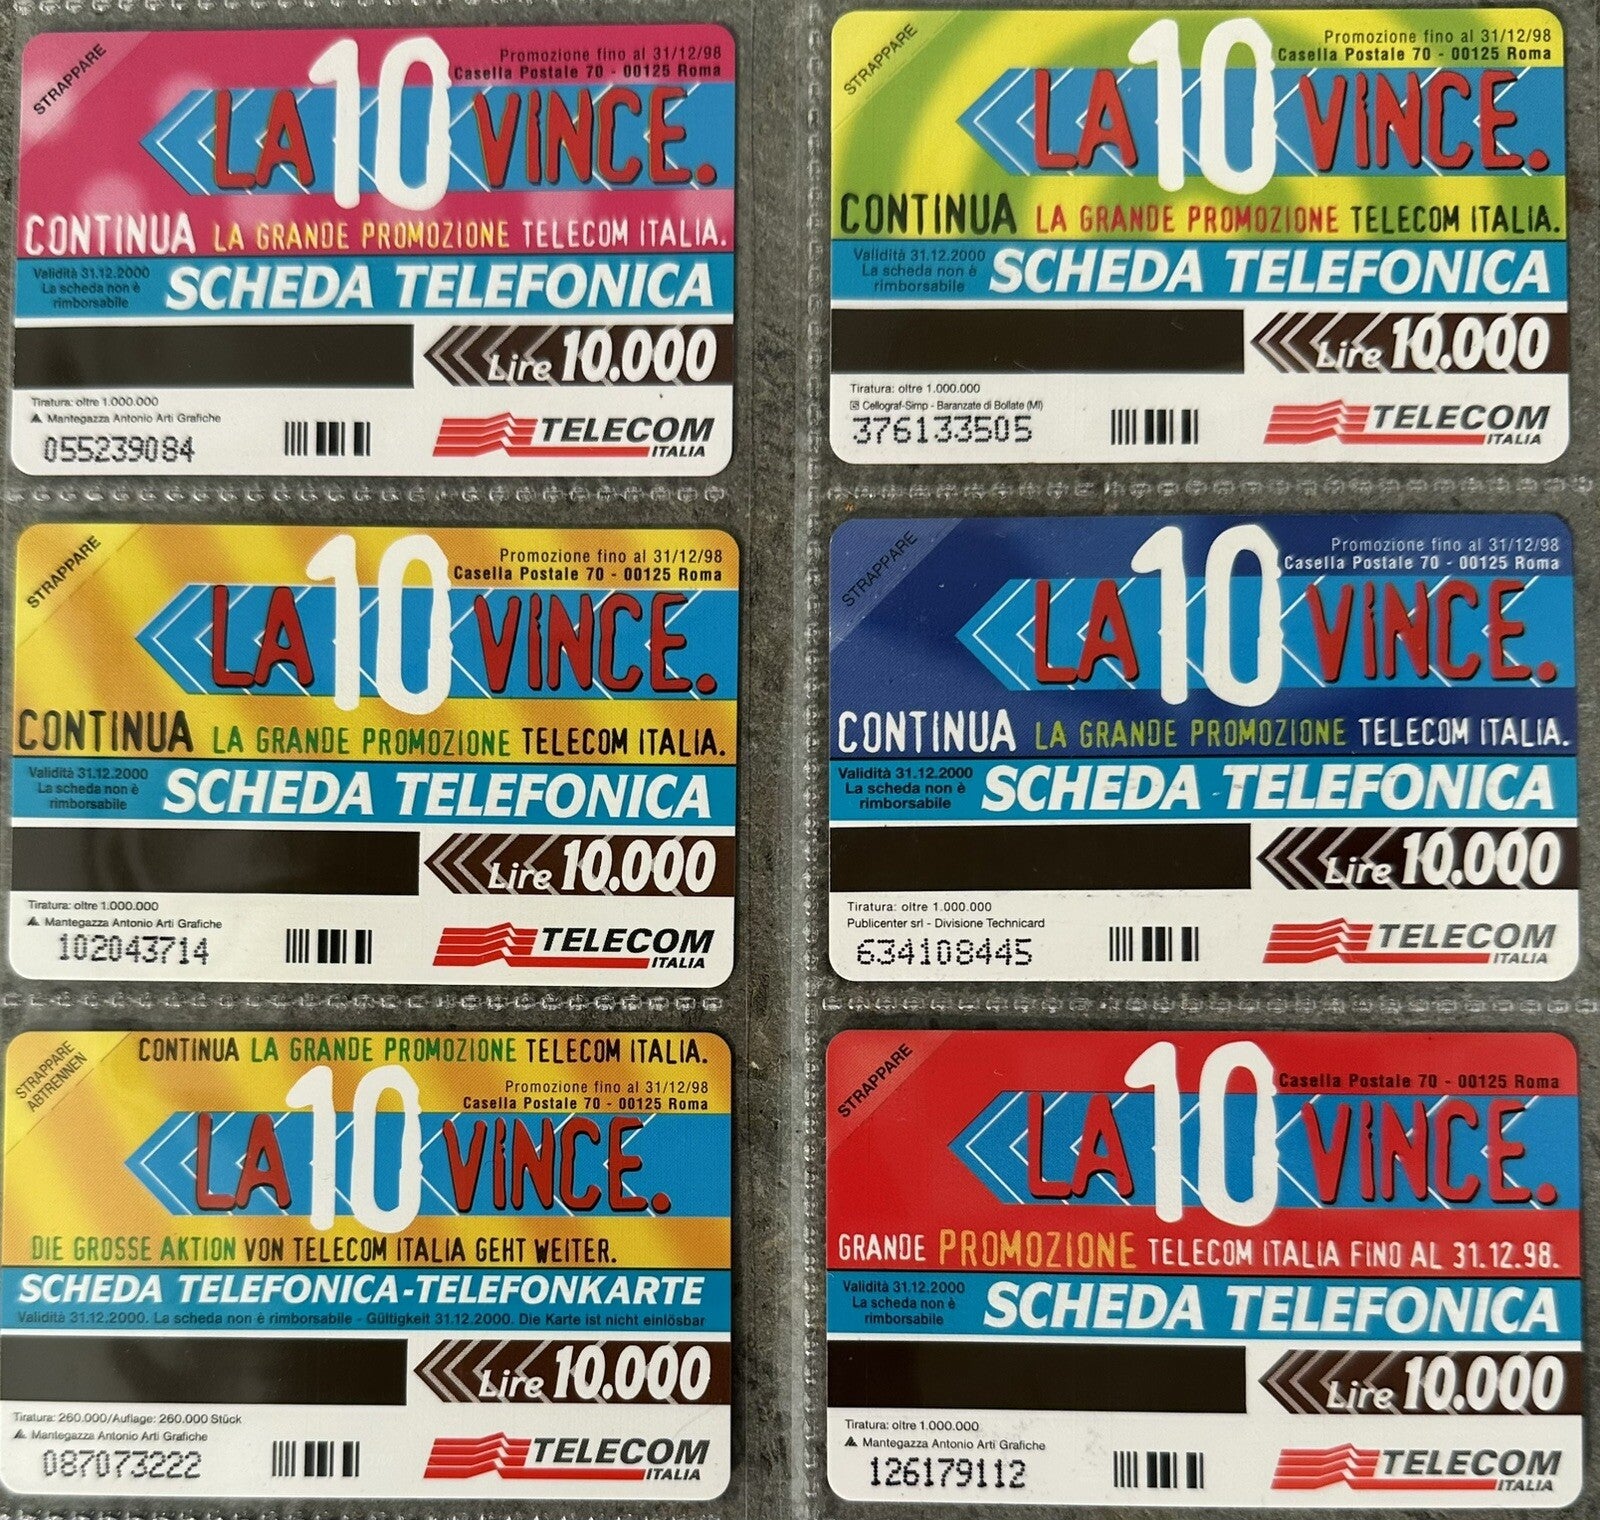 STRAPPARE
Promozione fino al 31/12/98
Casella Postale 70 - 00125 Roma
LA 10 VINCE.
CONTINUA LA GRANDE PROMOZIONE TELECOM ITALIA.
Validità 31.12.2000
La scheda non è
rimborsabile
SCHEDA TELEFONICA
Lire 10.000
Tiratura: oltre 1.000.000
Mantegazza Antonio Arti Grafiche
055239084
TELECOM
ITALIA
STRAPPARE
Promozione fino al 31/12/98
Casella Postale 70 - 00125 Roma
LA 10 VINCE.
CONTINUA LA GRANDE PROMOZIONE TELECOM ITALIA.
Validità 31.12.2000
La scheda non è
rimborsabile
SCHEDA TELEFONICA
Lire 10.000
Tiratura: oltre 1.000.000
Cellograf-Simp - Baranzate di Bollate (MI)
376133505
TELECOM
ITALIA
STRAPPARE
Promozione fino al 31/12/98
Casella Postale 70 - 00125 Roma
LA 10 VINCE.
CONTINUA LA GRANDE PROMOZIONE TELECOM ITALIA.
Validità 31.12.2000
La scheda non è
rimborsabile
SCHEDA TELEFONICA
Lire 10.000
Tiratura: oltre 1.000.000
Mantegazza Antonio Arti Grafiche
102043714
TELECOM
ITALIA
STRAPPARE
Promozione fino al 31/12/98
Casella Postale 70 - 00125 Roma
LA 10 VINCE.
CONTINUA LA GRANDE PROMOZIONE TELECOM ITALIA.
Validità 31.12.2000
La scheda non è
rimborsabile
SCHEDA TELEFONICA
Lire 10.000
Tiratura: oltre 1.000.000
Publicenter srl - Divisione Technicard
634108445
TELECOM
ITALIA
STRAPPARE
ABTRENNEN
CONTINUA LA GRANDE PROMOZIONE TELECOM ITALIA.
Promozione fino al 31/12/98
Casella Postale 70 - 00125 Roma
LA 10 VINCE.
DIE GROSSE AKTION VON TELECOM ITALIA GEHT WEITER.
SCHEDA TELEFONICA-TELEFONKARTE
Validità 31.12.2000. La scheda non è rimborsabile - Gültigkeit 31.12.2000. Die Karte ist nicht einlösbar
Lire 10.000
Tiratura: 260.000/Auflage: 260.000 Stück
Mantegazza Antonio Arti Grafiche
087073222
TELECOM
ITALIA
STRAPPARE
Casella Postale 70 - 00125 Roma
LA 10 VINCE.
GRANDE PROMOZIONE TELECOM ITALIA FINO AL 31.12.98.
Validità 31.12.2000
La scheda non è
rimborsabile
SCHEDA TELEFONICA
Lire 10.000
Tiratura: oltre 1.000.000
Mantegazza Antonio Arti Grafiche
126179112
TELECOM
ITALIA